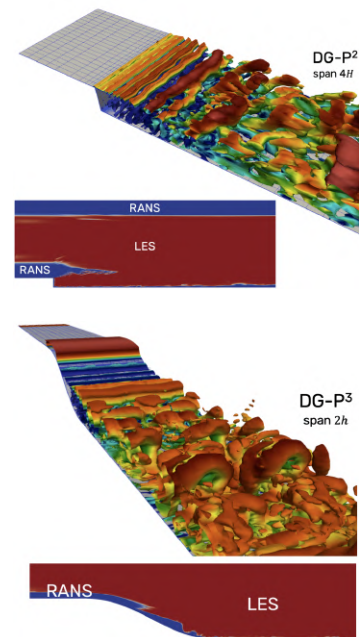 DG-P²
span 4H
RANS
LES
RANS
DG-P³
span 2h
RANS
LES